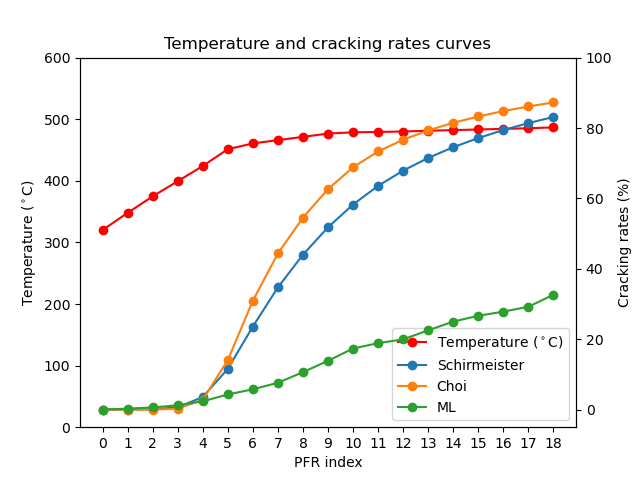 Temperature and cracking rates curves
600
500
400
300
200
100
0
Temperature (°C)
100
80
60
40
20
0
Cracking rates (%)
Temperature (°C)
Schirmeister
Choi
ML
0 1 2 3 4 5 6 7 8 9 10 11 12 13 14 15 16 17 18
PFR index